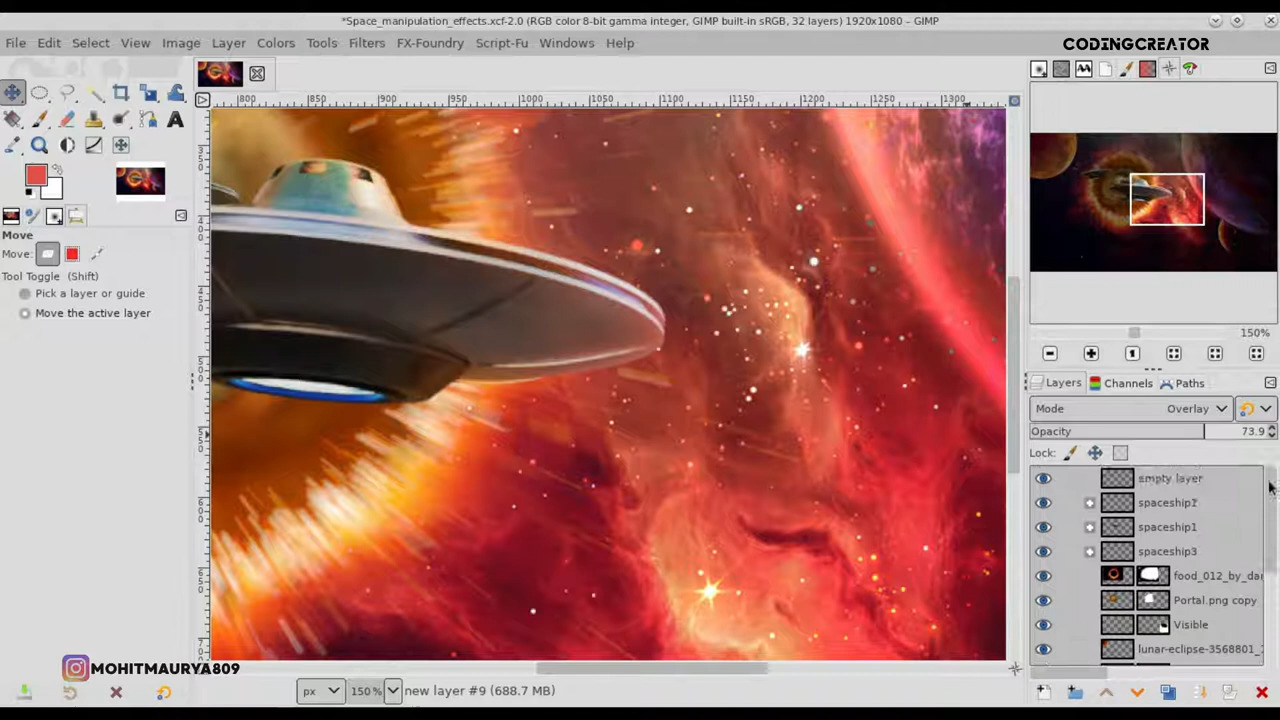 *Space_manipulation_effects.xcf-2.0 (RGB color 8-bit gamma integer, GIMP built-in sRGB, 32 layers) 1920x1080 – GIMP
File Edit Select View Image Layer Colors Tools Filters FX-Foundry Script-Fu Windows Help
CODINGCREATOR
800 850 900 950 1000 1050 1100 1150 1200 1250 1300
Move
Move:
Tool Toggle (Shift)
Pick a layer or guide
Move the active layer
150%
Layers Channels Paths
Mode Overlay
Opacity 73.9
Lock:
empty layer
spaceship2
spaceship1
spaceship3
food_012_by_da
Portal.png copy
Visible
lunar-eclipse-3568801_
MOHITMAURYA809
px 150% new layer #9 (688.7 MB)